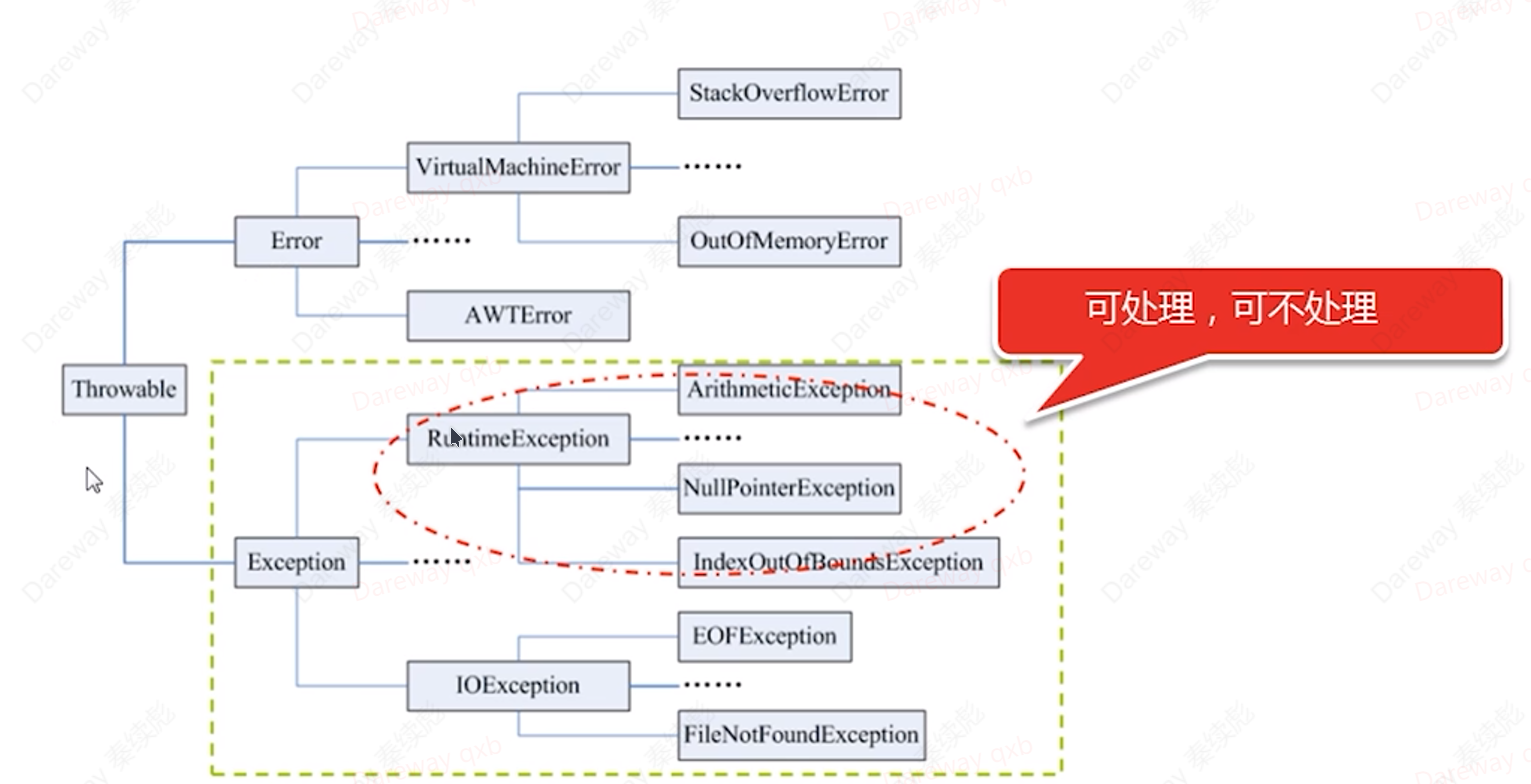 StackOverflowError
VirtualMachineError
……
Error
……
OutOfMemoryError
AWTError
可处理，可不处理
Throwable
ArithmeticException
RuntimeException
……
NullPointerException
Exception
……
IndexOutOfBoundsException
EOFException
IOException
……
FileNotFoundException
Dareway 秦续彪
Dareway qxb